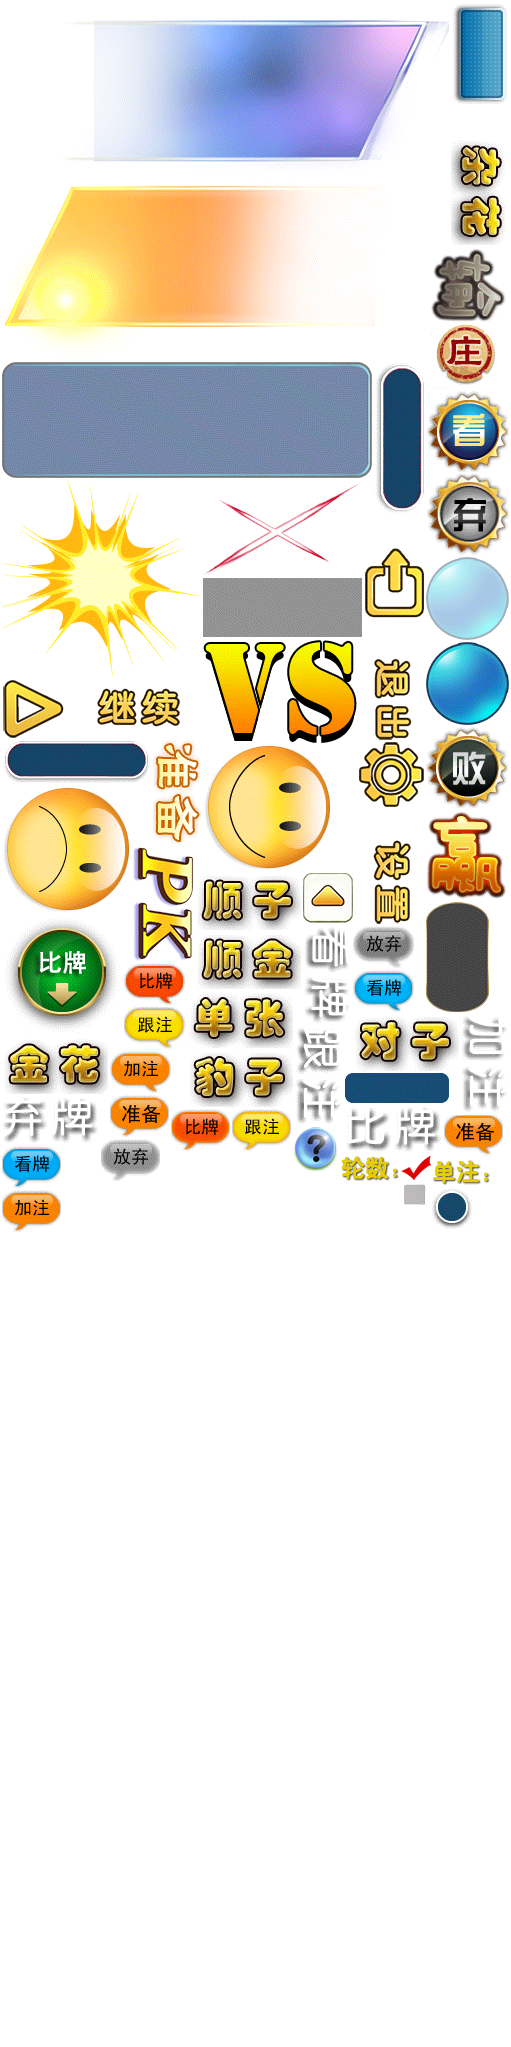 杂花
输
庄
看
弃
VS
退出
继续
准备
败
设置
赢
PK
顺子
看牌
放弃
比牌
顺金
比牌
看牌
单张
跟注
跟注
对子
加注
金花
加注
豹子
弃牌
准备
比牌
跟注
比牌
准备
看牌
放弃
?
轮数:
单注:
加注